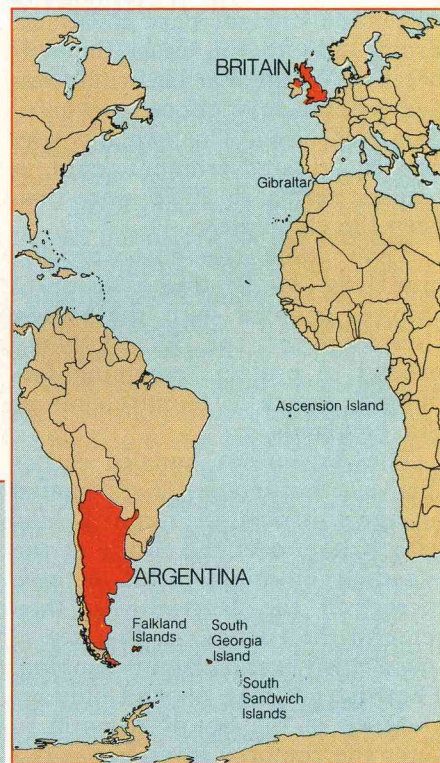 BRITAIN
Gibraltar
Ascension Island
ARGENTINA
Falkland
Islands
South
Georgia
Island
South
Sandwich
Islands